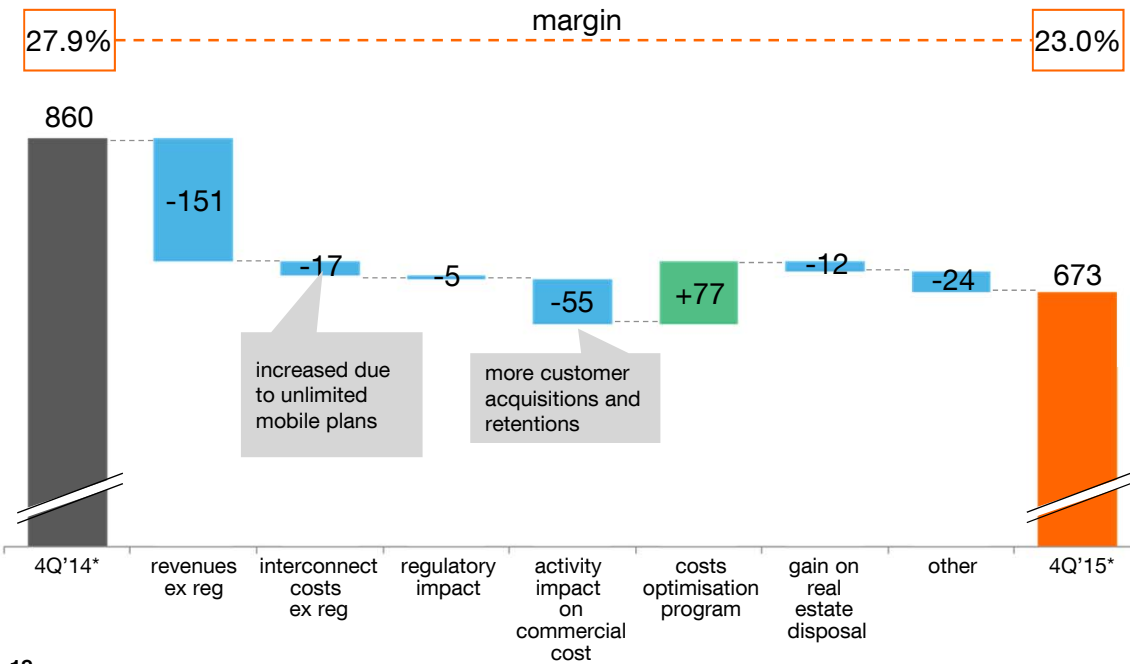 margin
27.9%
23.0%
860
-151
-17
-5
-55
+77
-12
-24
673
increased due
to unlimited
mobile plans
more customer
acquisitions and
retentions
4Q'14*
revenues
ex reg
interconnect
costs
ex reg
regulatory
impact
activity
impact
on
commercial
cost
costs
optimisation
program
gain on
real
estate
disposal
other
4Q'15*